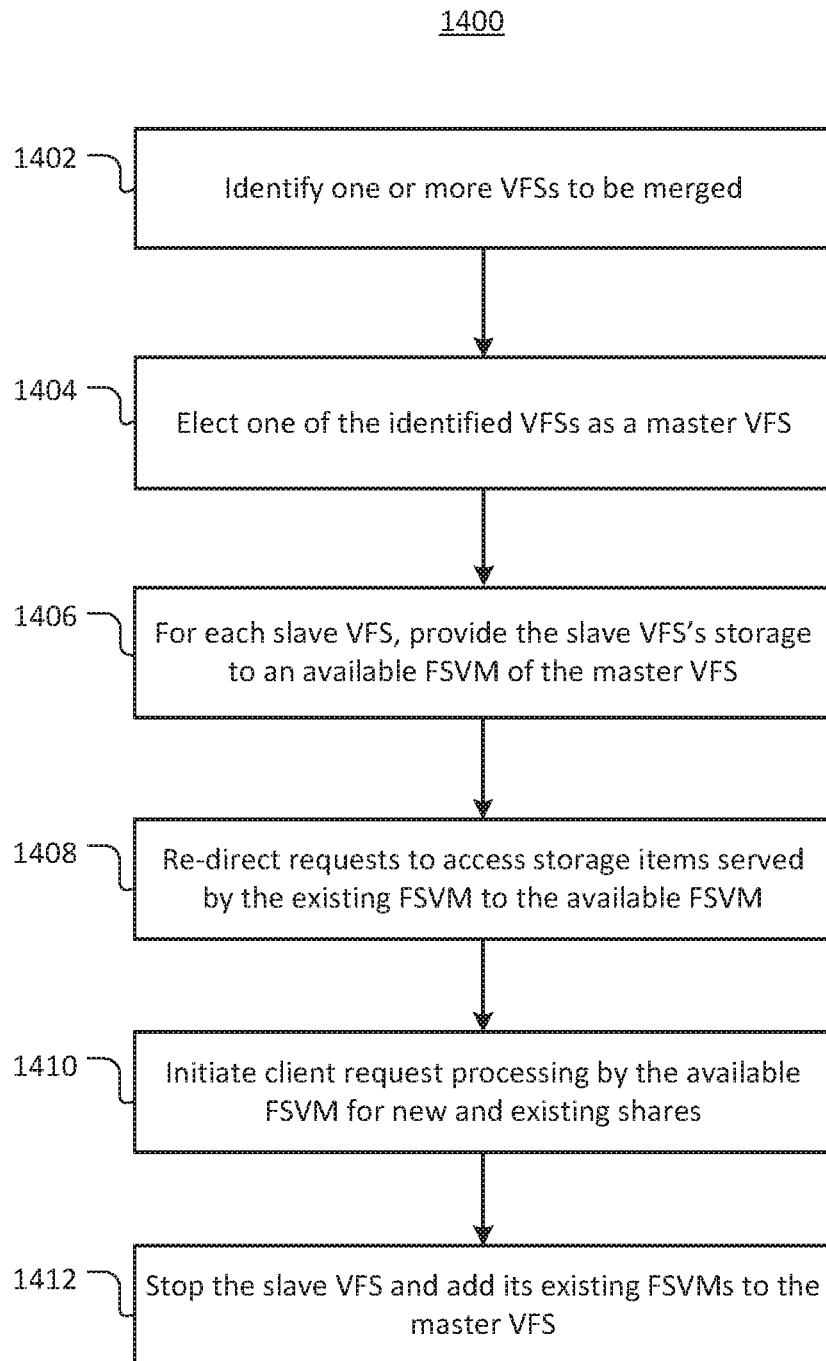 1400
1402
Identify one or more VFSs to be merged
1404
Elect one of the identified VFSs as a master VFS
1406
For each slave VFS, provide the slave VFS's storage
to an available FSVM of the master VFS
1408
Re-direct requests to access storage items served
by the existing FSVM to the available FSVM
1410
Initiate client request processing by the available
FSVM for new and existing shares
1412
Stop the slave VFS and add its existing FSVMs to the
master VFS